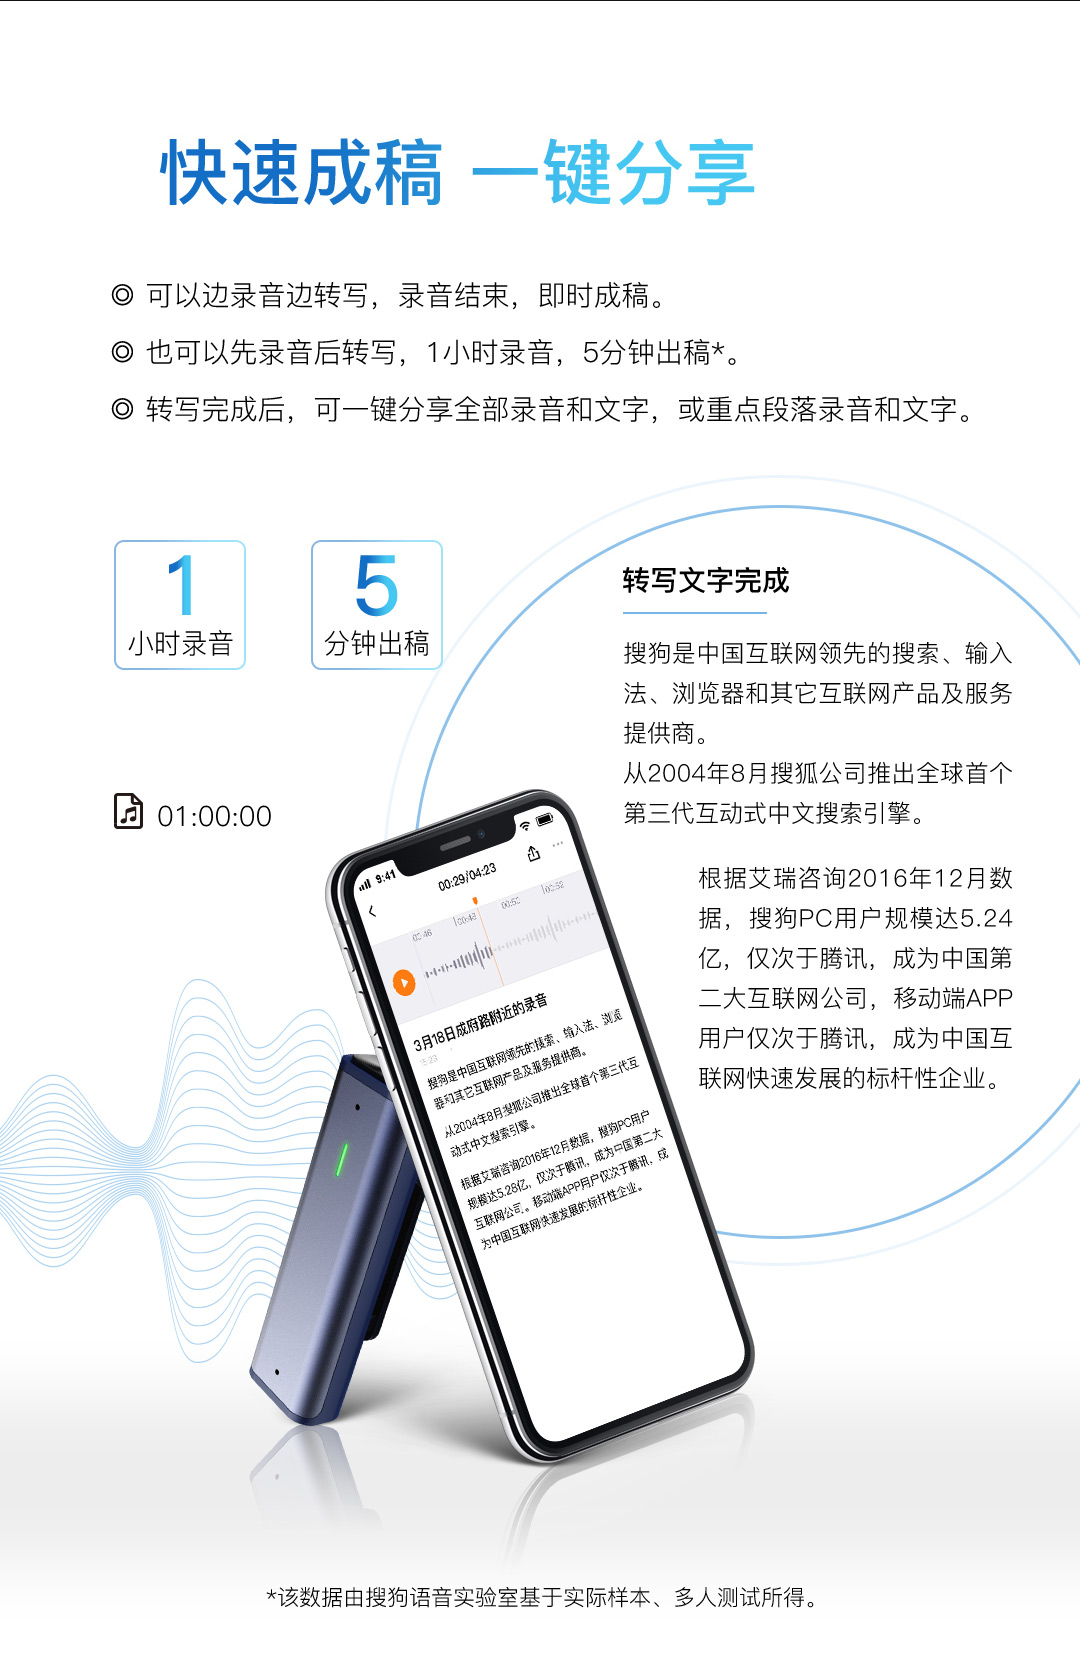 快速成稿 一键分享
◎ 可以边录音边转写，录音结束，即时成稿。
◎ 也可以先录音后转写，1小时录音，5分钟出稿*。
◎ 转写完成后，可一键分享全部录音和文字，或重点段落录音和文字。
1
小时录音
5
分钟出稿
转写文字完成
搜狗是中国互联网领先的搜索、输入
法、浏览器和其它互联网产品及服务
提供商。
从2004年8月搜狐公司推出全球首个
第三代互动式中文搜索引擎。
根据艾瑞咨询2016年12月数
据，搜狗PC用户规模达5.24
亿，仅次于腾讯，成为中国第
二大互联网公司，移动端APP
用户仅次于腾讯，成为中国互
联网快速发展的标杆性企业。
01:00:00
9:41
00:29/04:23
00:46
00:48
00:50
00:52
3月18日成府路附近的录音
搜狗是中国互联网领先的搜索、输入法、浏览
器和其它互联网产品及服务提供商。
从2004年8月搜狐公司推出全球首个第三代互
动式中文搜索引擎。
根据艾瑞咨询2016年12月数据，搜狗PC用户
规模达5.28亿，仅次于腾讯，成为中国第二大
互联网公司。移动端APP用户仅次于腾讯，成
为中国互联网快速发展的标杆性企业。
*该数据由搜狗语音实验室基于实际样本、多人测试所得。